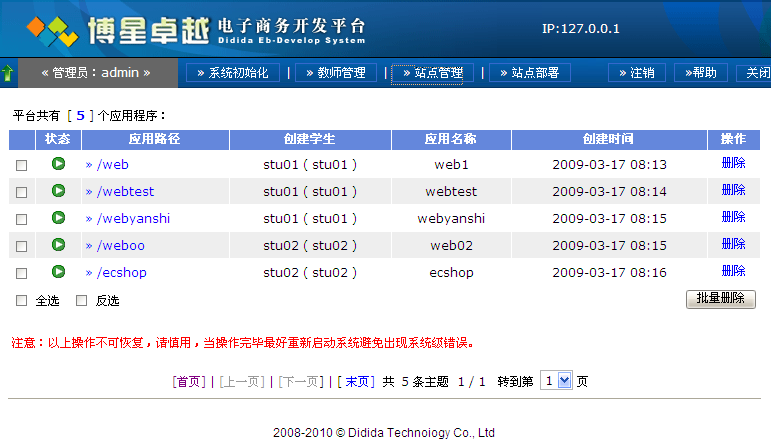 博星卓越 电子商务开发平台
Didida Eb-Develop System
IP:127.0.0.1
« 管理员：admin » » 系统初始化 | » 教师管理 | » 站点管理 | » 站点部署 » 注销 »帮助 关闭
平台共有 [ 5 ] 个应用程序：
状态 应用路径 创建学生 应用名称 创建时间 操作
» /web stu01 ( stu01 ) web1 2009-03-17 08:13 删除
» /webtest stu01 ( stu01 ) webtest 2009-03-17 08:14 删除
» /webyanshi stu01 ( stu01 ) webyanshi 2009-03-17 08:15 删除
» /weboo stu02 ( stu02 ) web02 2009-03-17 08:15 删除
» /ecshop stu02 ( stu02 ) ecshop 2009-03-17 08:16 删除
全选 反选 批量删除
注意：以上操作不可恢复，请慎用，当操作完毕最好重新启动系统避免出现系统级错误。
[首页] | [上一页] | [下一页] | [ 末页] 共 5 条主题 1 / 1 转到第 1 页
2008-2010 © Didida Technoiogy Co., Ltd